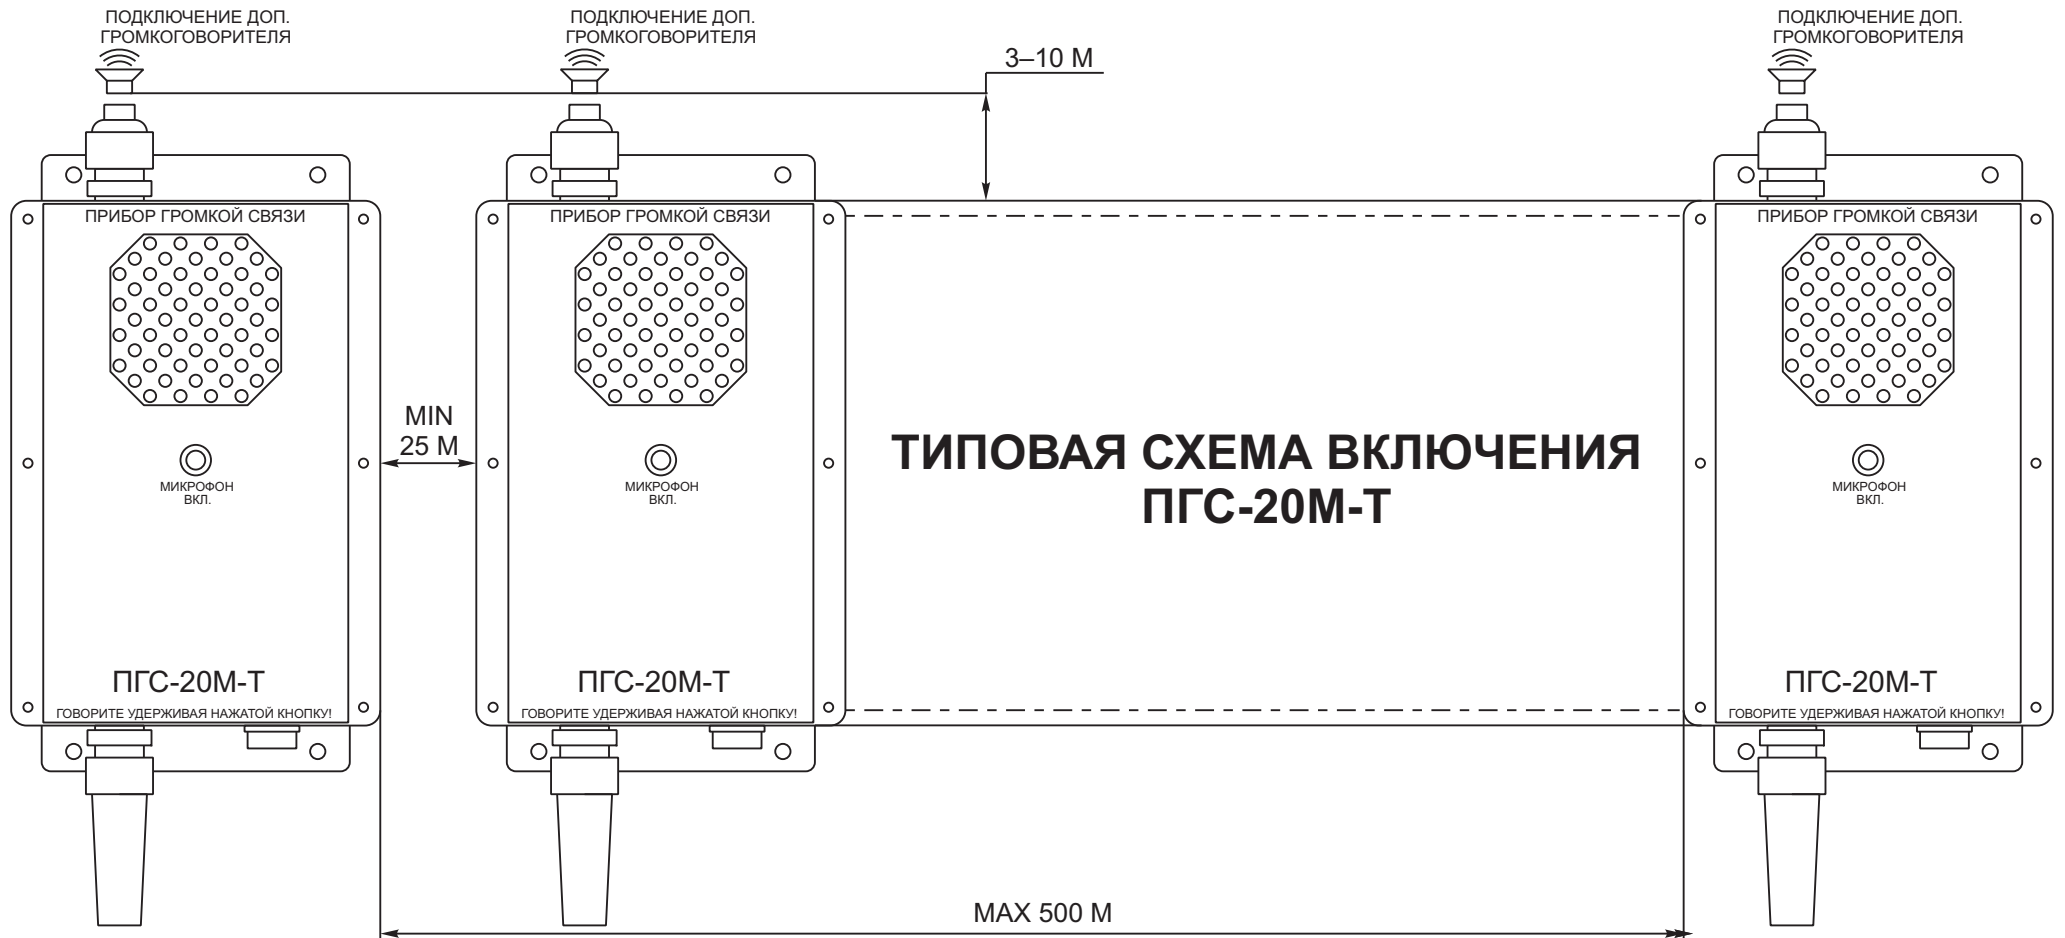 ПОДКЛЮЧЕНИЕ ДОП.
ГРОМКОГОВОРИТЕЛЯ
ПОДКЛЮЧЕНИЕ ДОП.
ГРОМКОГОВОРИТЕЛЯ
ПОДКЛЮЧЕНИЕ ДОП.
ГРОМКОГОВОРИТЕЛЯ
3–10 М
ПРИБОР ГРОМКОЙ СВЯЗИ
ПРИБОР ГРОМКОЙ СВЯЗИ
ПРИБОР ГРОМКОЙ СВЯЗИ
MIN
25 М
ТИПОВАЯ СХЕМА ВКЛЮЧЕНИЯ
ПГС-20М-Т
МИКРОФОН
ВКЛ.
МИКРОФОН
ВКЛ.
МИКРОФОН
ВКЛ.
ПГС-20М-Т
ПГС-20М-Т
ПГС-20М-Т
ГОВОРИТЕ УДЕРЖИВАЯ НАЖАТОЙ КНОПКУ!
ГОВОРИТЕ УДЕРЖИВАЯ НАЖАТОЙ КНОПКУ!
ГОВОРИТЕ УДЕРЖИВАЯ НАЖАТОЙ КНОПКУ!
MAX 500 М